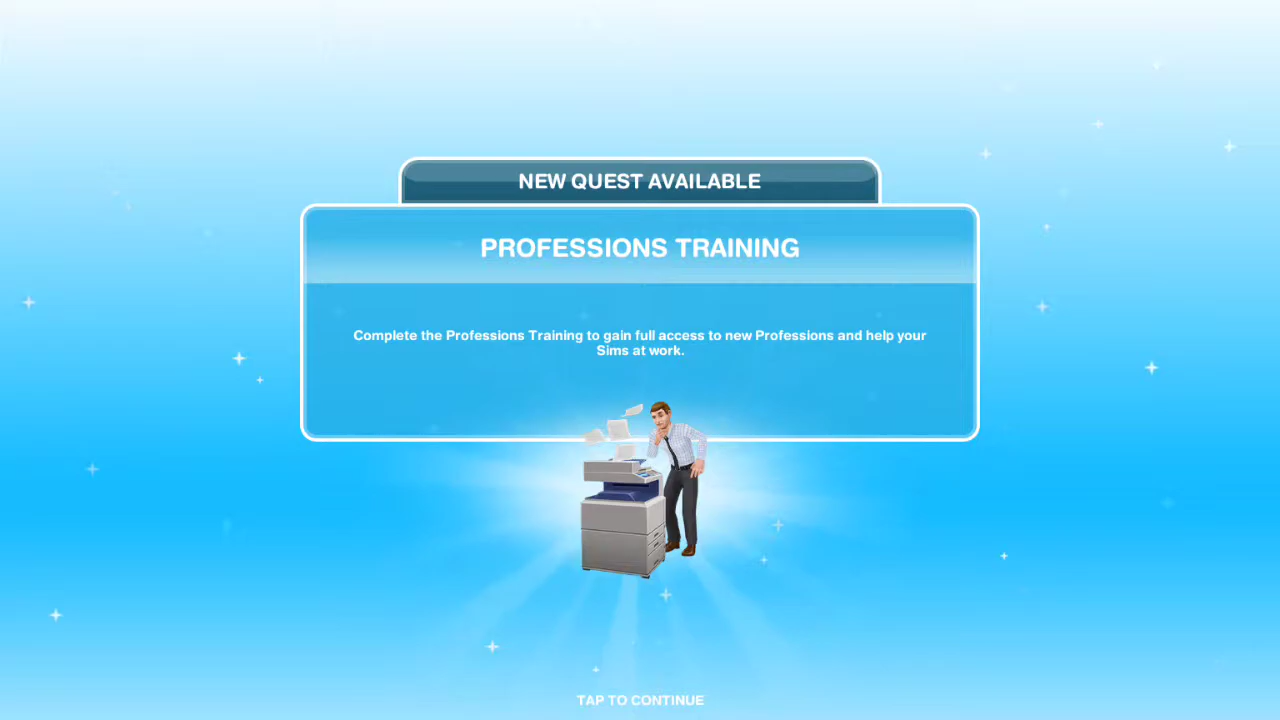 NEW QUEST AVAILABLE
PROFESSIONS TRAINING
Complete the Professions Training to gain full access to new Professions and help your
Sims at work.
TAP TO CONTINUE